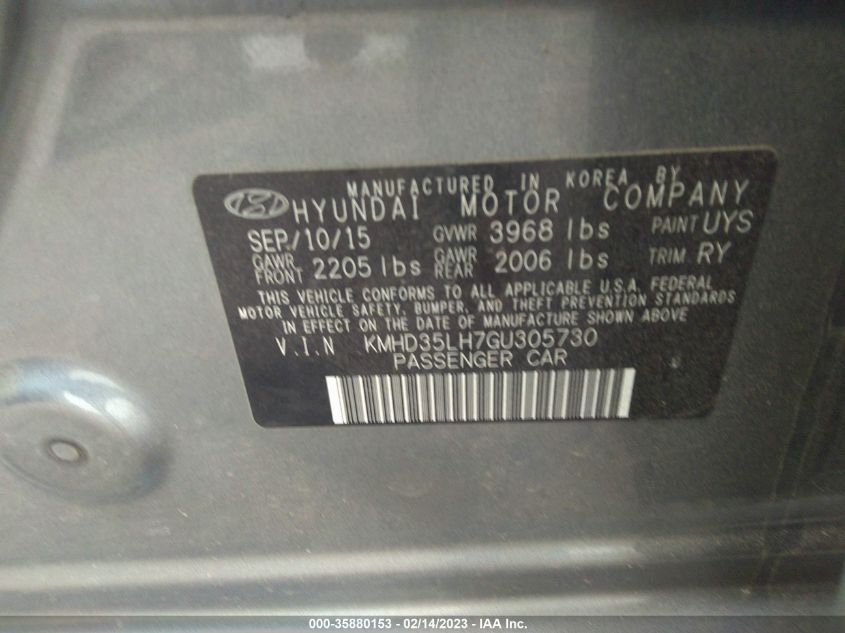 MANUFACTURED IN KOREA BY
HYUNDAI MOTOR COMPANY
SEP/10/15 GVWR 3968 lbs PAINT UYS
GAWR FRONT 2205 lbs GAWR REAR 2006 lbs TRIM RY
THIS VEHICLE CONFORMS TO ALL APPLICABLE U.S.A. FEDERAL
MOTOR VEHICLE SAFETY, BUMPER, AND THEFT PREVENTION STANDARDS
IN EFFECT ON THE DATE OF MANUFACTURE SHOWN ABOVE
V.I.N KMHD35LH7GU305730
PASSENGER CAR
000-35880153 - 02/14/2023 - IAA Inc.